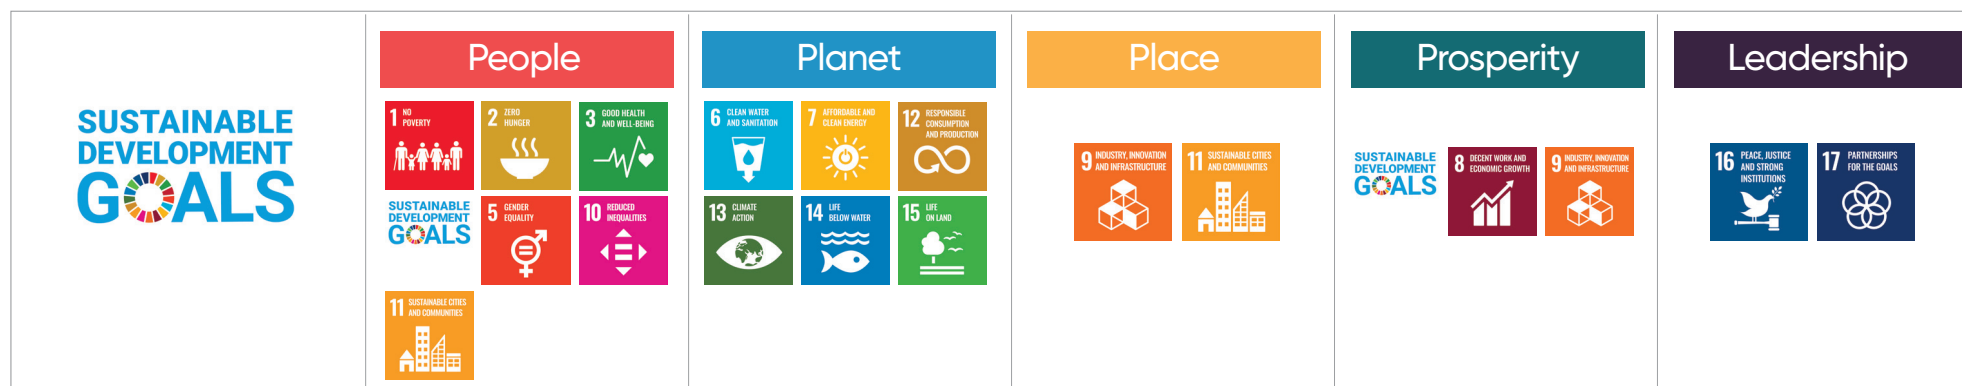 SUSTAINABLE
DEVELOPMENT
GOALS
People
1 NO
POVERTY
2 ZERO
HUNGER
3 GOOD HEALTH
AND WELL-BEING
SUSTAINABLE
DEVELOPMENT
GOALS
5 GENDER
EQUALITY
10 REDUCED
INEQUALITIES
11 SUSTAINABLE CITIES
AND COMMUNITIES
Planet
6 CLEAN WATER
AND SANITATION
7 AFFORDABLE AND
CLEAN ENERGY
12 RESPONSIBLE
CONSUMPTION
AND PRODUCTION
13 CLIMATE
ACTION
14 LIFE
BELOW WATER
15 LIFE
ON LAND
Place
9 INDUSTRY, INNOVATION
AND INFRASTRUCTURE
11 SUSTAINABLE CITIES
AND COMMUNITIES
Prosperity
SUSTAINABLE
DEVELOPMENT
GOALS
8 DECENT WORK AND
ECONOMIC GROWTH
9 INDUSTRY, INNOVATION
AND INFRASTRUCTURE
Leadership
16 PEACE, JUSTICE
AND STRONG
INSTITUTIONS
17 PARTNERSHIPS
FOR THE GOALS